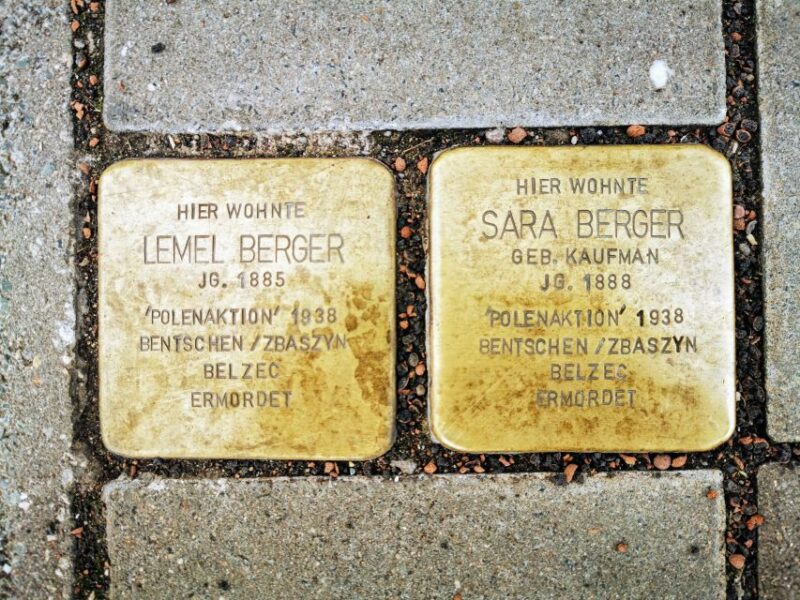 HIER WOHNTE
LEMEL BERGER
JG. 1885
'POLENAKTION' 1938
BENTSCHEN/ZBASZYN
BELZEC
ERMORDET
HIER WOHNTE
SARA BERGER
GEB. KAUFMAN
JG. 1888
'POLENAKTION' 1938
BENTSCHEN/ZBASZYN
BELZEC
ERMORDET